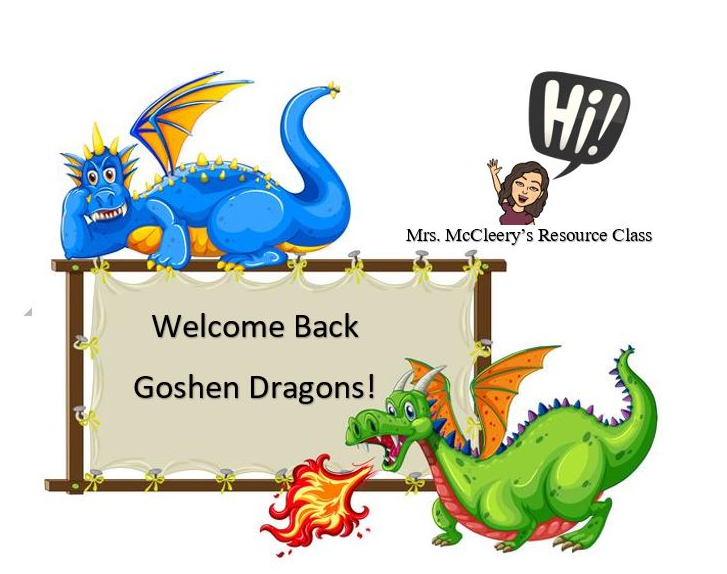 Hi!
Mrs. McCleery's Resource Class
Welcome Back
Goshen Dragons!